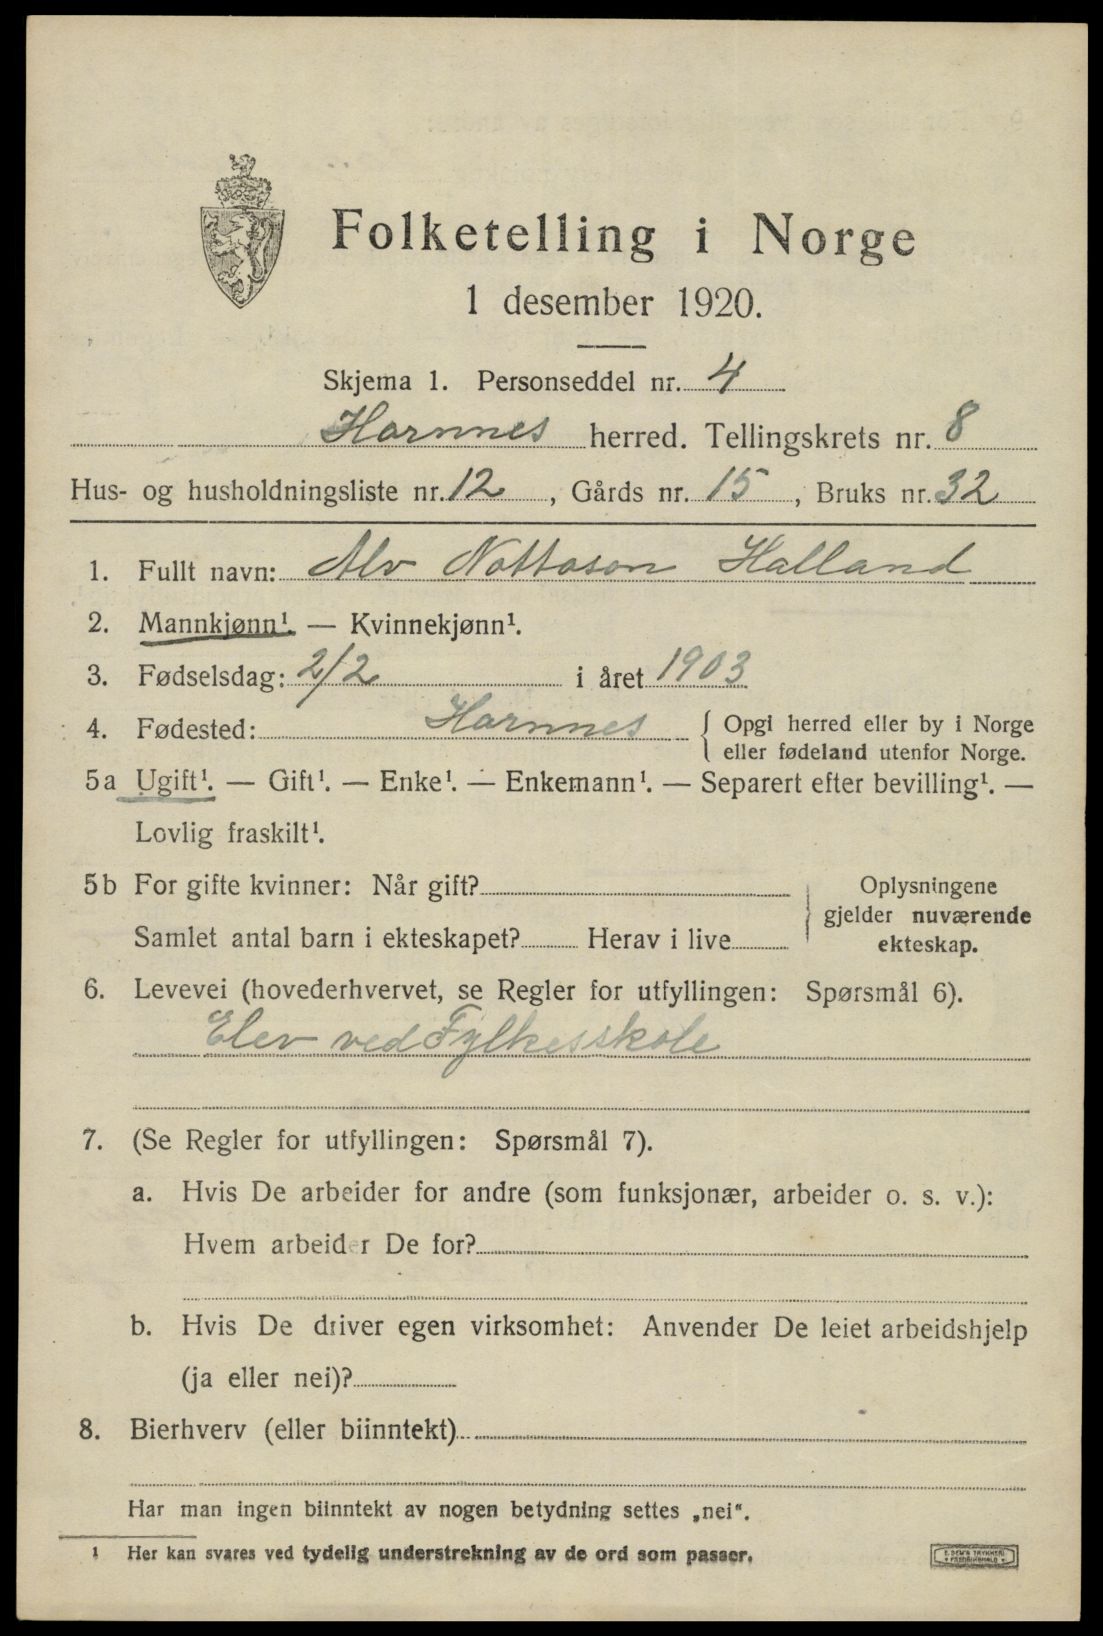 Folketelling i Norge
1 desember 1920.
Skjema 1. Personseddel nr. 4
Hornnes herred. Tellingskrets nr. 8
Hus- og husholdningsliste nr. 12, Gårds nr. 15, Bruks nr. 32
1. Fullt navn: Alv Nottoson Halland
2. Mannkjønn¹. — Kvinnekjønn¹.
3. Fødselsdag: 2/2 i året 1903
4. Fødested: Hornnes { Opgi herred eller by i Norge
eller fødeland utenfor Norge.
5a Ugift¹. — Gift¹. — Enke¹. — Enkemann¹. — Separert efter bevilling¹. —
Lovlig fraskilt¹.
5b For gifte kvinner: Når gift? } Oplysningene
gjelder nuværende
Samlet antal barn i ekteskapet? Herav i live ekteskap.
6. Levevei (hovederhvervet, se Regler for utfyllingen: Spørsmål 6).
Elev ved Fylkesskole
7. (Se Regler for utfyllingen: Spørsmål 7).
a. Hvis De arbeider for andre (som funksjonær, arbeider o. s. v.):
Hvem arbeider De for?
b. Hvis De driver egen virksomhet: Anvender De leiet arbeidshjelp
(ja eller nei)?
8. Bierhverv (eller biinntekt)
Har man ingen biinntekt av nogen betydning settes „nei".
¹ Her kan svares ved tydelig understrekning av de ord som passer.